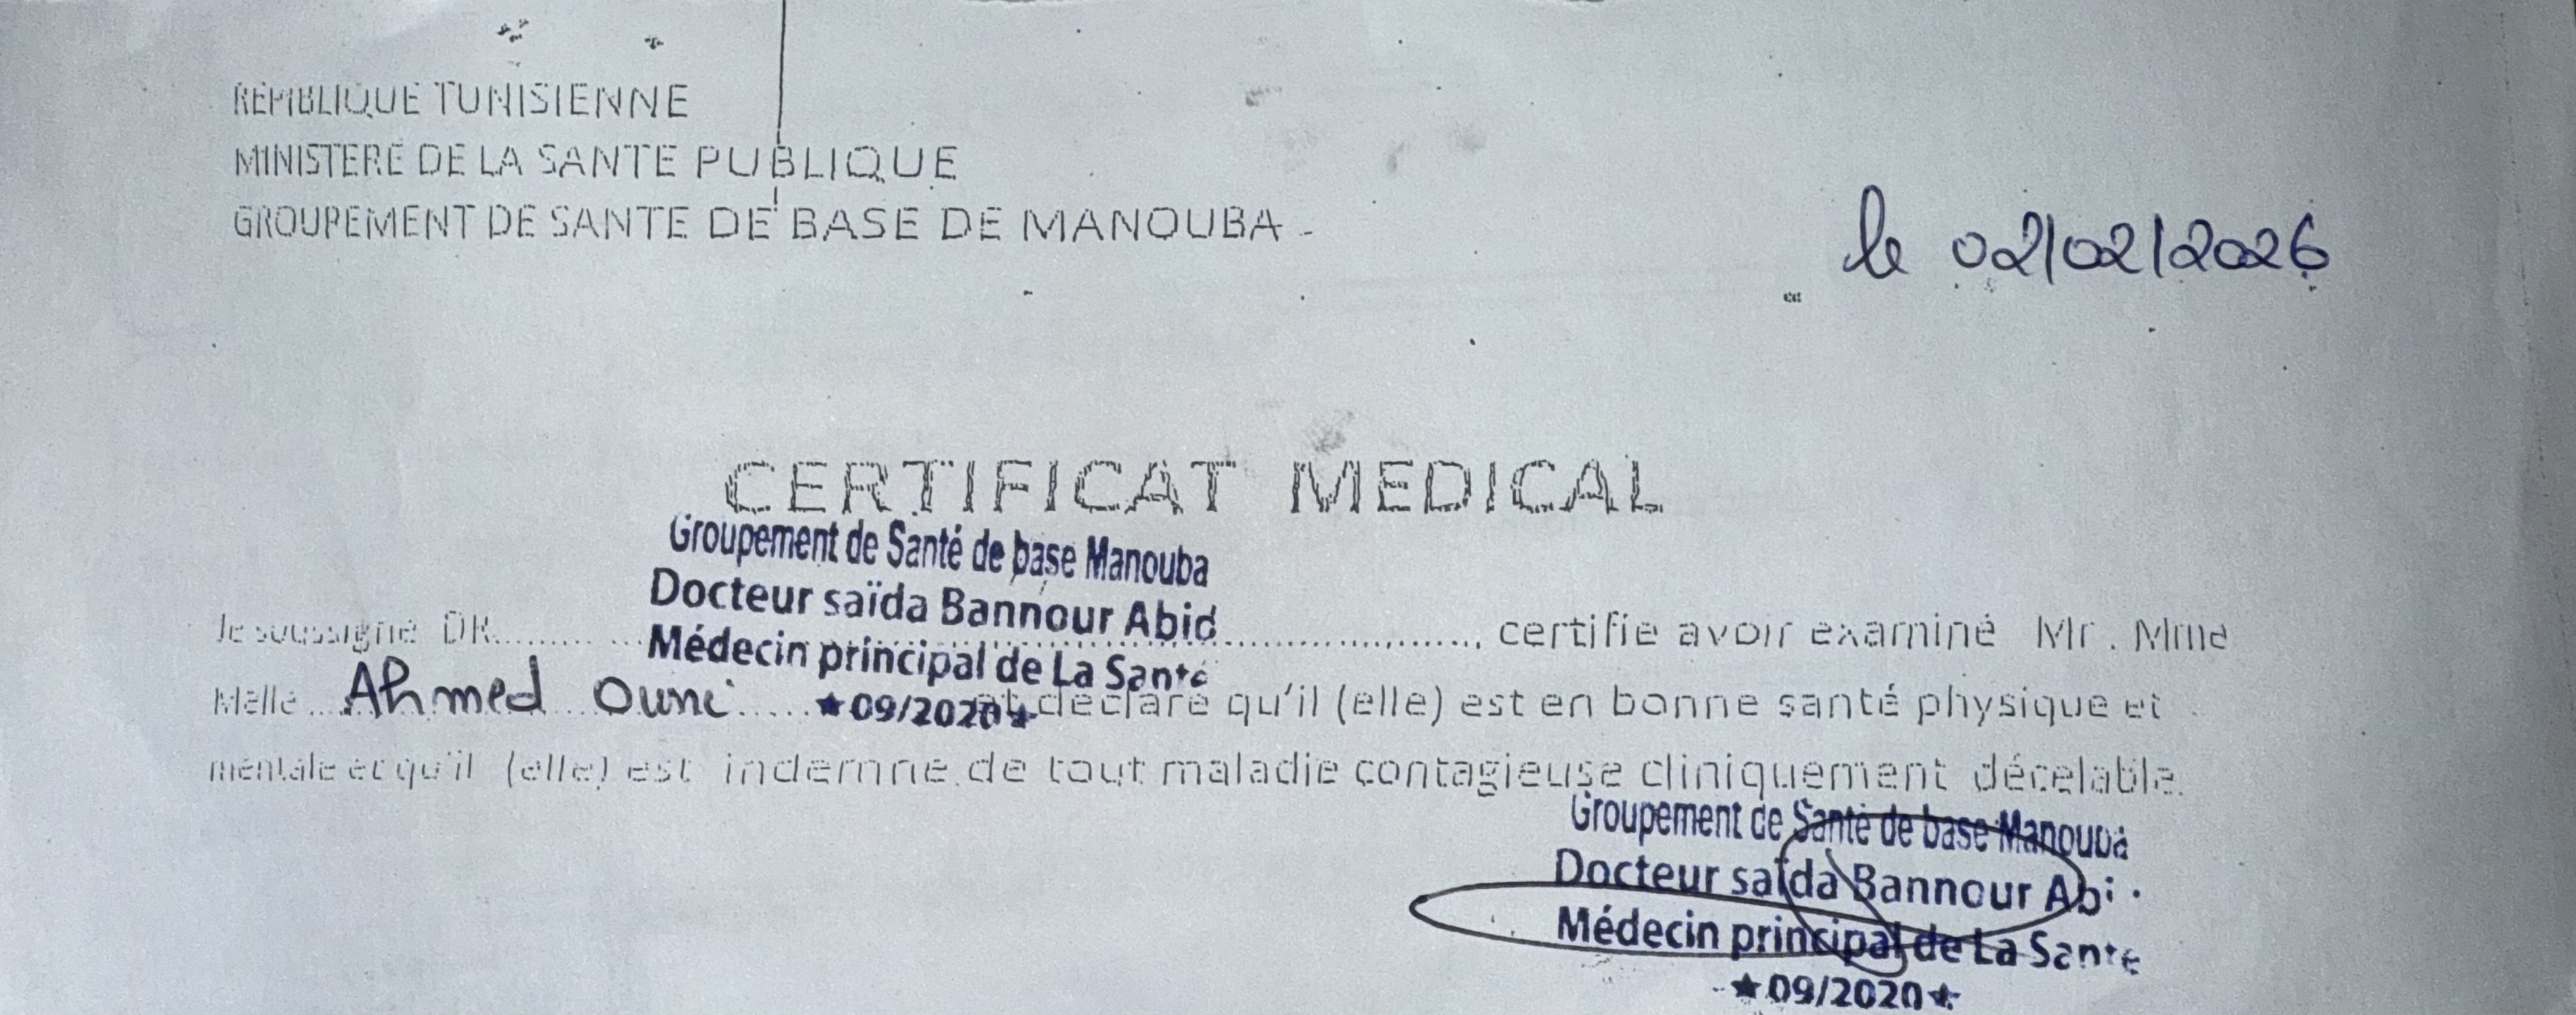 REPUBLIQUE TUNISIENNE
MINISTERE DE LA SANTE PUBLIQUE
GROUPEMENT DE SANTE DE BASE DE MANOUBA
le 02/02/2026
CERTIFICAT MEDICAL
Groupement de Santé de base Manouba
Docteur saïda Bannour Abid
Médecin principal de La Santé
★09/2020★
Je soussigné DR.................., certifie avoir examiné Mr. Mme
Melle ... Ahmed Ouni ..... et déclare qu'il (elle) est en bonne santé physique et
mentale et qu'il (elle) est indemne de tout maladie contagieuse cliniquement décelable.
Groupement de Santé de base Manouba
Docteur saïda Bannour Abi
Médecin principal de La Santé
★09/2020★